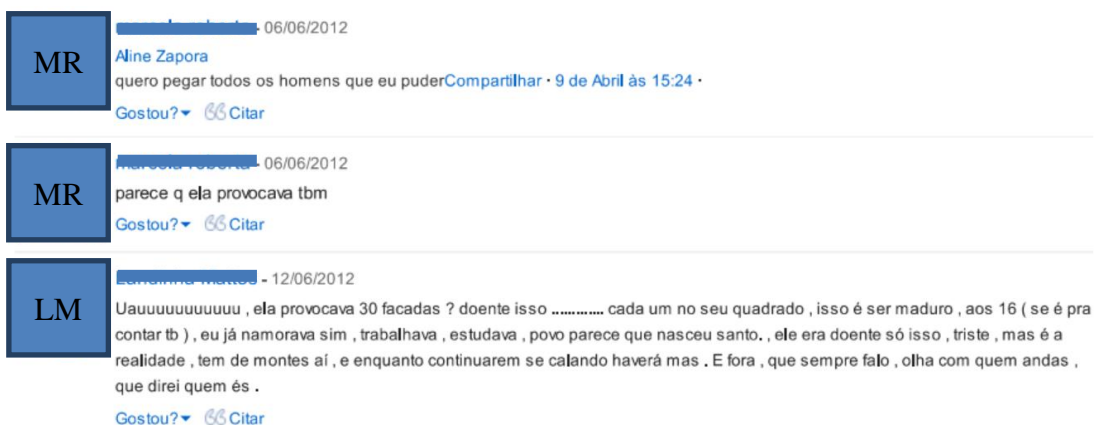 MR
- 06/06/2012
Aline Zapora
quero pegar todos os homens que eu puderCompartilhar · 9 de Abril às 15:24 ·
Gostou? Citar
MR
- 06/06/2012
parece q ela provocava tbm
Gostou? Citar
LM
- 12/06/2012
Uauuuuuuuuuuu , ela provocava 30 facadas ? doente isso ............. cada um no seu quadrado , isso é ser maduro , aos 16 ( se é pra
contar tb ) , eu já namorava sim , trabalhava , estudava , povo parece que nasceu santo. , ele era doente só isso , triste , mas é a
realidade , tem de montes aí , e enquanto continuarem se calando haverá mas . E fora , que sempre falo , olha com quem andas ,
que direi quem és .
Gostou? Citar